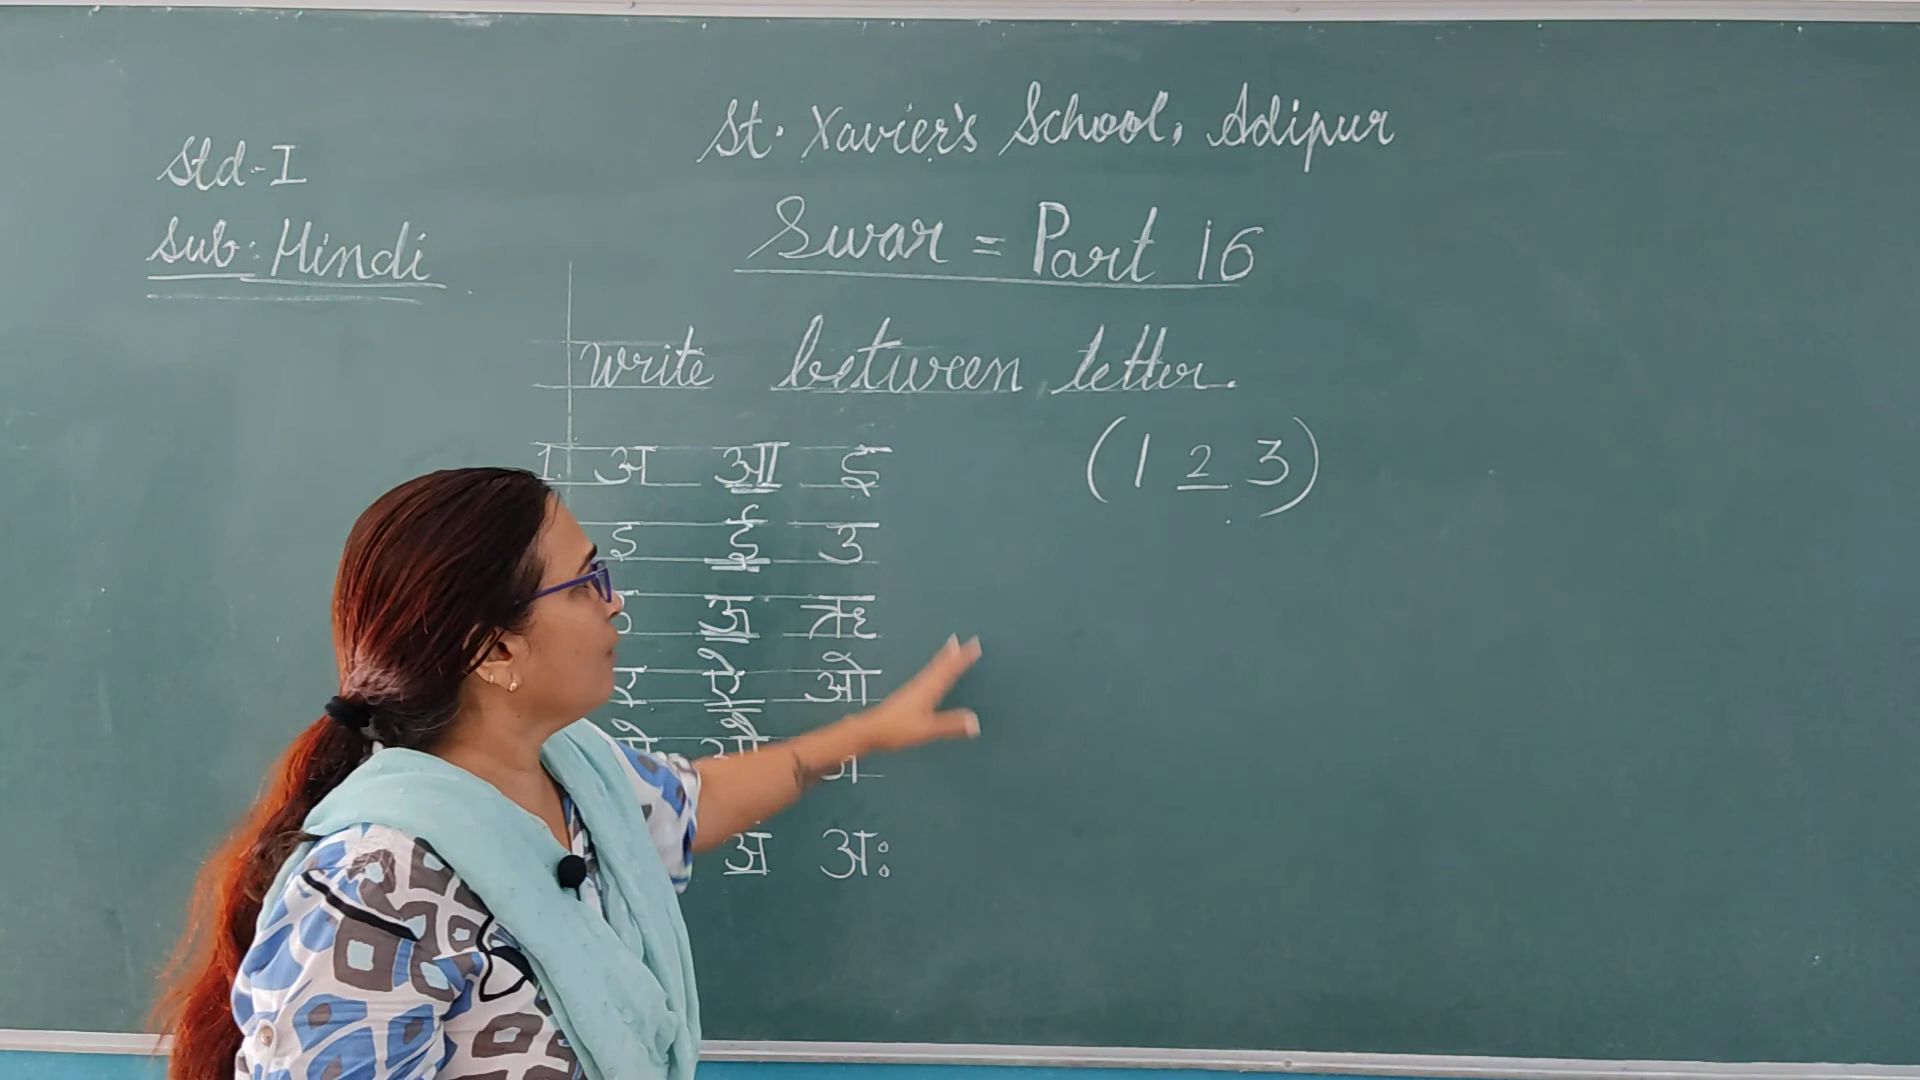 St. Xavier's School, Adipur
Std-I
Sub: Hindi
Swar = Part 16
Write between letter.
1. अ आ इ
(1 2 3)
इ ई उ
ऋ
ऐ ओ
अ अः